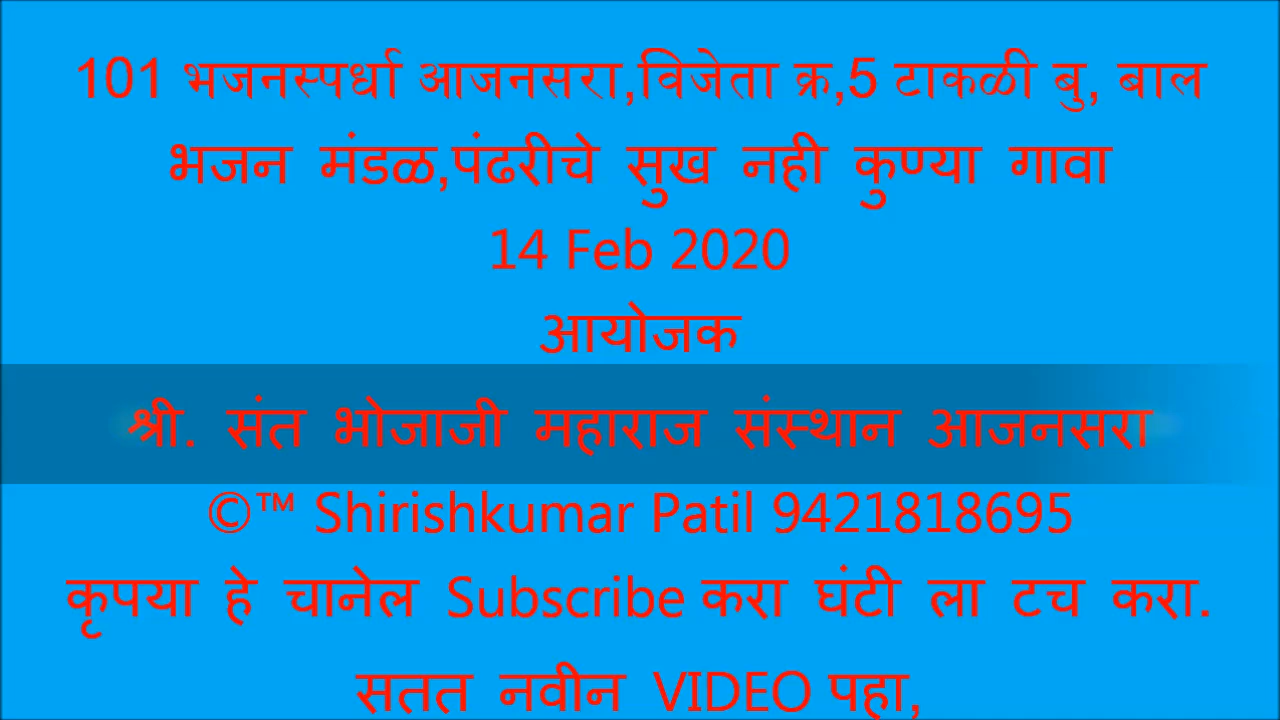 101 भजनस्पर्धा आजनसरा,विजेता क्र,5 टाकळी बु, बाल
भजन मंडळ,पंढरीचे सुख नही कुण्या गावा
14 Feb 2020
आयोजक
श्री. संत भोजाजी महाराज संस्थान आजनसरा
©™ Shirishkumar Patil 9421818695
कृपया हे चानेल Subscribe करा घंटी ला टच करा.
सतत नवीन VIDEO पहा,